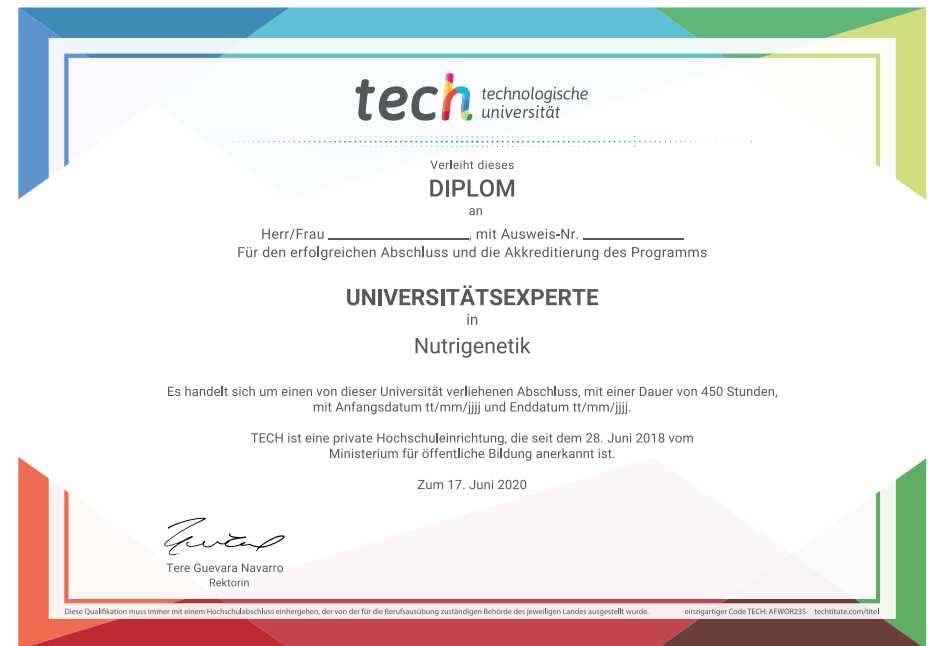 tech technologische
universität
Verleiht dieses
DIPLOM
an
Herr/Frau ____________________, mit Ausweis-Nr. ______________
Für den erfolgreichen Abschluss und die Akkreditierung des Programms
UNIVERSITÄTSEXPERTE
in
Nutrigenetik
Es handelt sich um einen von dieser Universität verliehenen Abschluss, mit einer Dauer von 450 Stunden,
mit Anfangsdatum tt/mm/jjjj und Enddatum tt/mm/jjjj.
TECH ist eine private Hochschuleinrichtung, die seit dem 28. Juni 2018 vom
Ministerium für öffentliche Bildung anerkannt ist.
Zum 17. Juni 2020
Tere Guevara Navarro
Rektorin
Diese Qualifikation muss immer mit einem Hochschulabschluss einhergehen, der von der für die Berufsausübung zuständigen Behörde des jeweiligen Landes ausgestellt wurde. einzigartiger Code TECH: AFWOR23S techtitute.com/titel